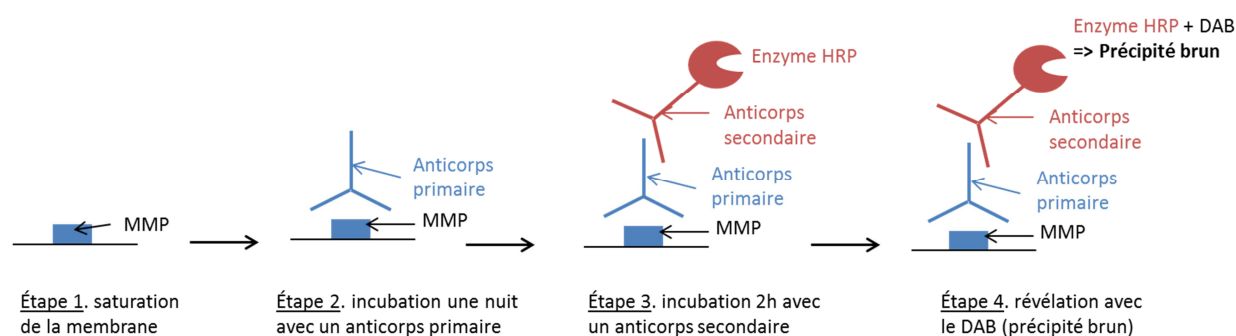 MMP
Étape 1. saturation
de la membrane
Anticorps
primaire
MMP
Étape 2. incubation une nuit
avec un anticorps primaire
Enzyme HRP
Anticorps
secondaire
Anticorps
primaire
MMP
Étape 3. incubation 2h avec
un anticorps secondaire
Enzyme HRP + DAB
=> Précipité brun
Anticorps
secondaire
Anticorps
primaire
MMP
Étape 4. révélation avec
le DAB (précipité brun)